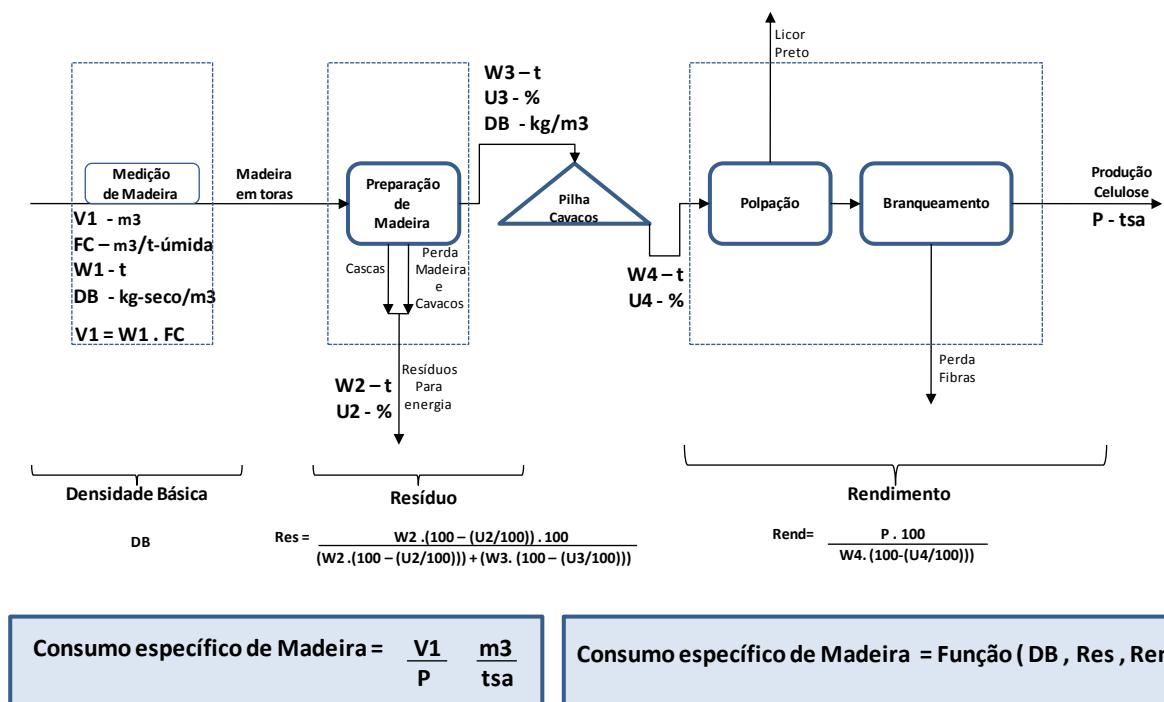 Licor
Preto
W3 – t
U3 - %
DB - kg/m3
Medição
de Madeira
Madeira
em toras
Preparação
de
Madeira
Pilha
Cavacos
Polpação
Branqueamento
Produção
Celulose
P - tsa
V1 - m3
FC – m3/t-úmida
W1 - t
DB - kg-seco/m3
V1 = W1 . FC
Cascas
Perda
Madeira
e
Cavacos
W4 – t
U4 - %
W2 – t
U2 - %
Resíduos
Para
energia
Perda
Fibras
Densidade Básica
Resíduo
Rendimento
DB
Res = W2 .(100 – (U2/100)) . 100
(W2 .(100 – (U2/100))) + (W3. (100 – (U3/100)))
Rend= P . 100
W4. (100-(U4/100)))
Consumo específico de Madeira = V1 m3
P tsa
Consumo específico de Madeira = Função ( DB , Res , Ren